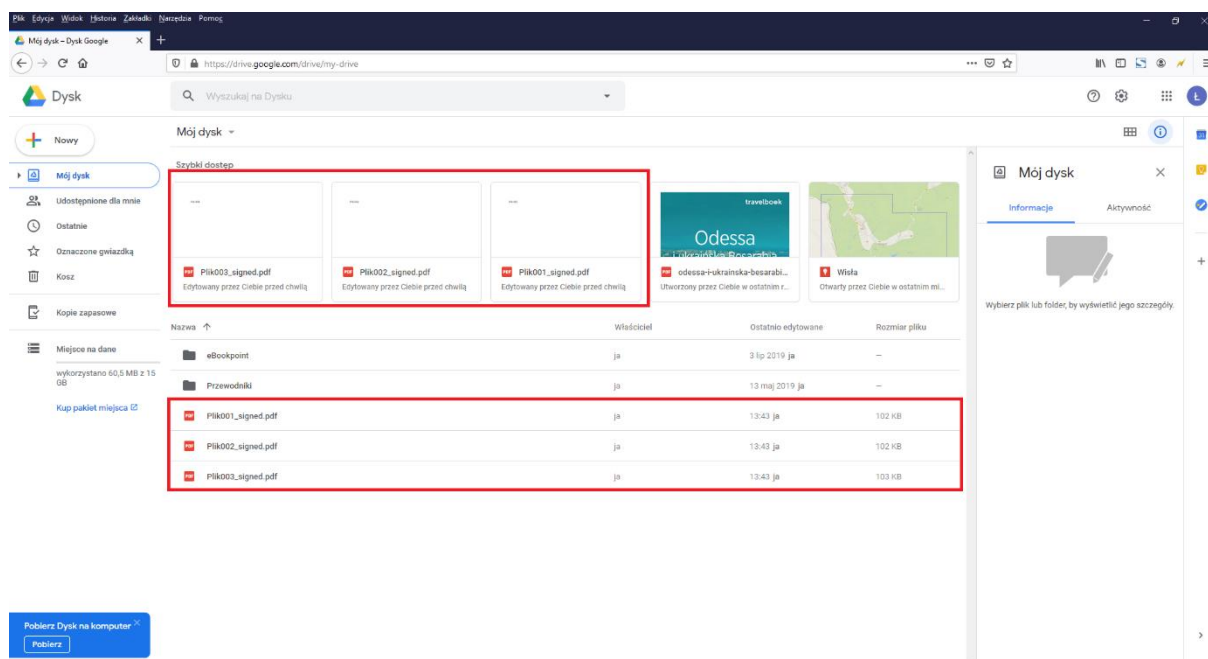 Plik Edycja Widok Historia Zakładki Narzędzia Pomoc
Mój dysk – Dysk Google
https://drive.google.com/drive/my-drive
Dysk
Wyszukaj na Dysku
Ł
Nowy
Mój dysk
Udostępnione dla mnie
Ostatnie
Oznaczone gwiazdką
Kosz
Kopie zapasowe
Miejsce na dane
wykorzystano 60,5 MB z 15
GB
Kup pakiet miejsca
Pobierz Dysk na komputer
Pobierz
Mój dysk
Szybki dostęp
Plik003_signed.pdf
Edytowany przez Ciebie przed chwilą
Plik002_signed.pdf
Edytowany przez Ciebie przed chwilą
Plik001_signed.pdf
Edytowany przez Ciebie przed chwilą
travelbook
Odessa
i ukraińska Besarabia
odessa-i-ukrainska-besarabi...
Utworzony przez Ciebie w ostatnim r...
Wisła
Otwarty przez Ciebie w ostatnim mi...
Nazwa Właściciel Ostatnio edytowane Rozmiar pliku
eBookpoint ja 3 lip 2019 ja –
Przewodniki ja 13 maj 2019 ja –
PDF Plik001_signed.pdf ja 13:43 ja 102 KB
PDF Plik002_signed.pdf ja 13:43 ja 102 KB
PDF Plik003_signed.pdf ja 13:43 ja 103 KB
Mój dysk
Informacje Aktywność
Wybierz plik lub folder, by wyświetlić jego szczegóły.